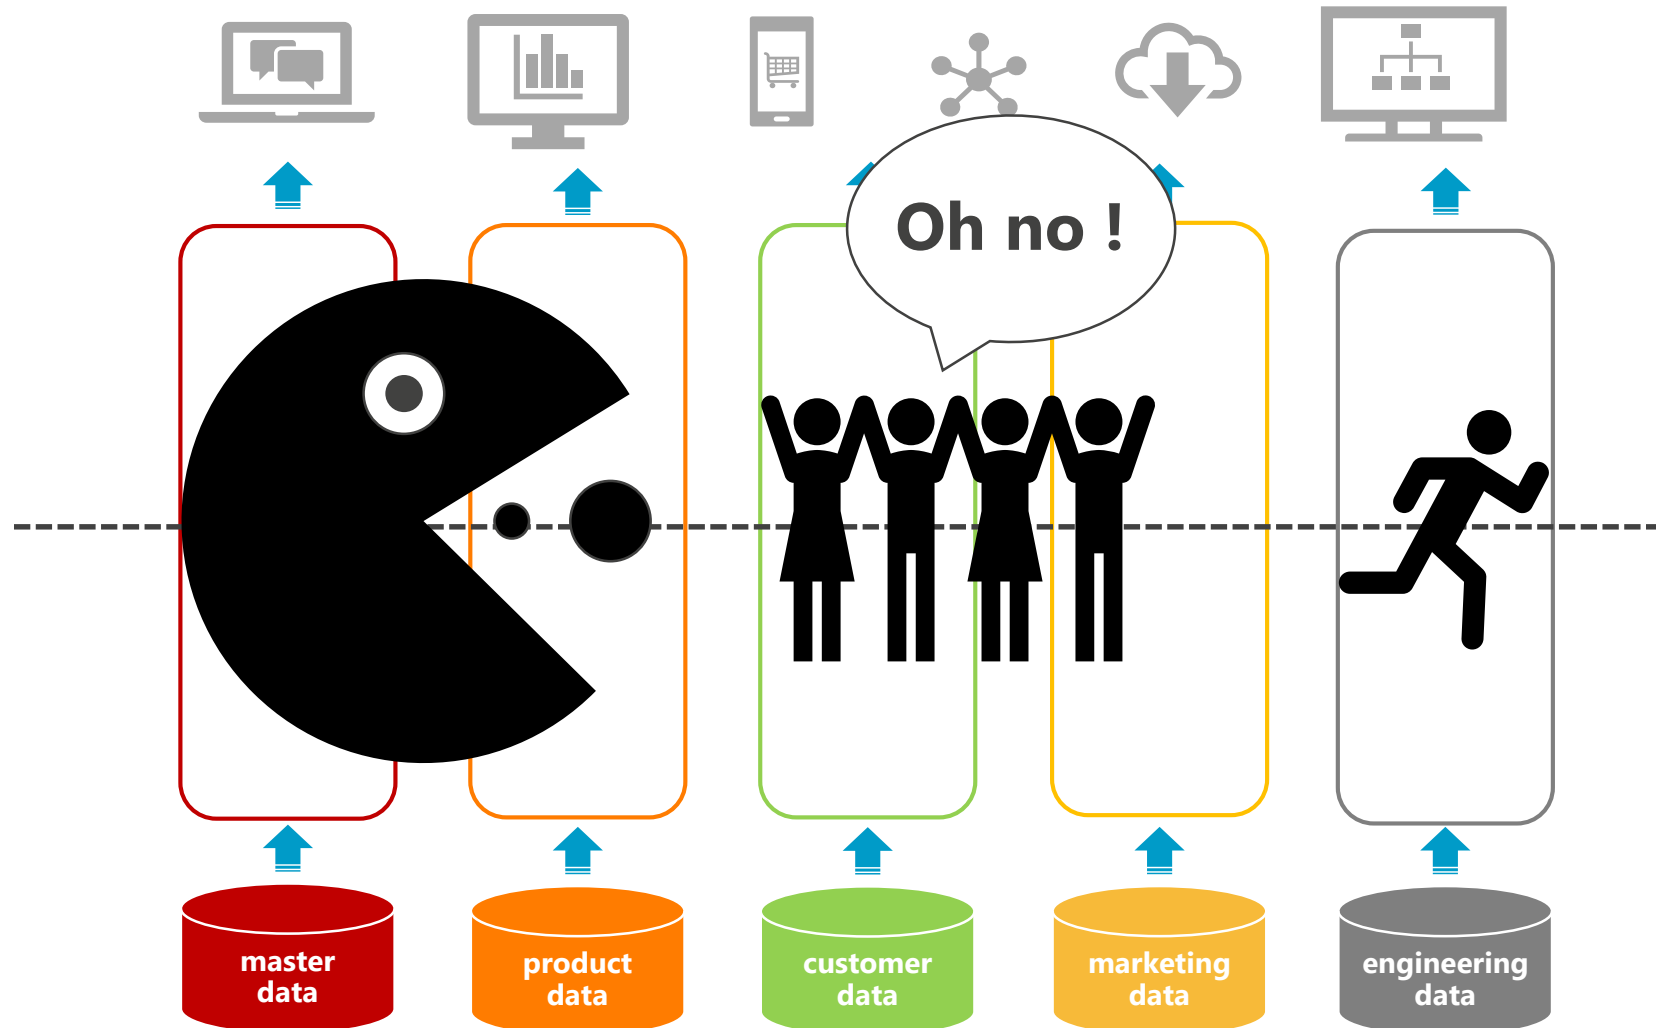 Oh no !
master
data
product
data
customer
data
marketing
data
engineering
data